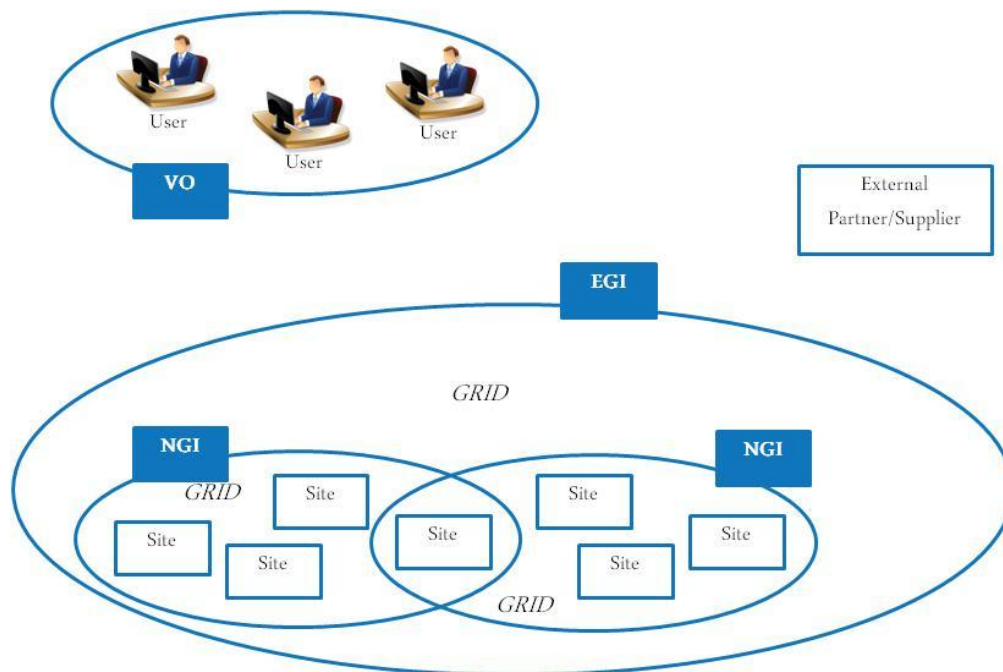 User
User
User
VO
External
Partner/Supplier
EGI
GRID
NGI
NGI
GRID
Site
Site
Site
Site
Site
Site
Site
GRID